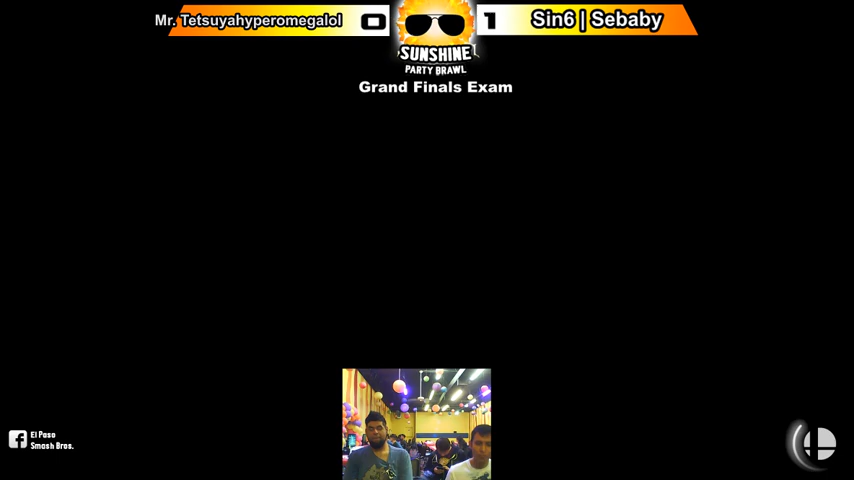 Mr. Tetsuyahyperomegalol 0 1 Sin6 | Sebaby
SUNSHINE
PARTY BRAWL
Grand Finals Exam
El Paso
Smash Bros.